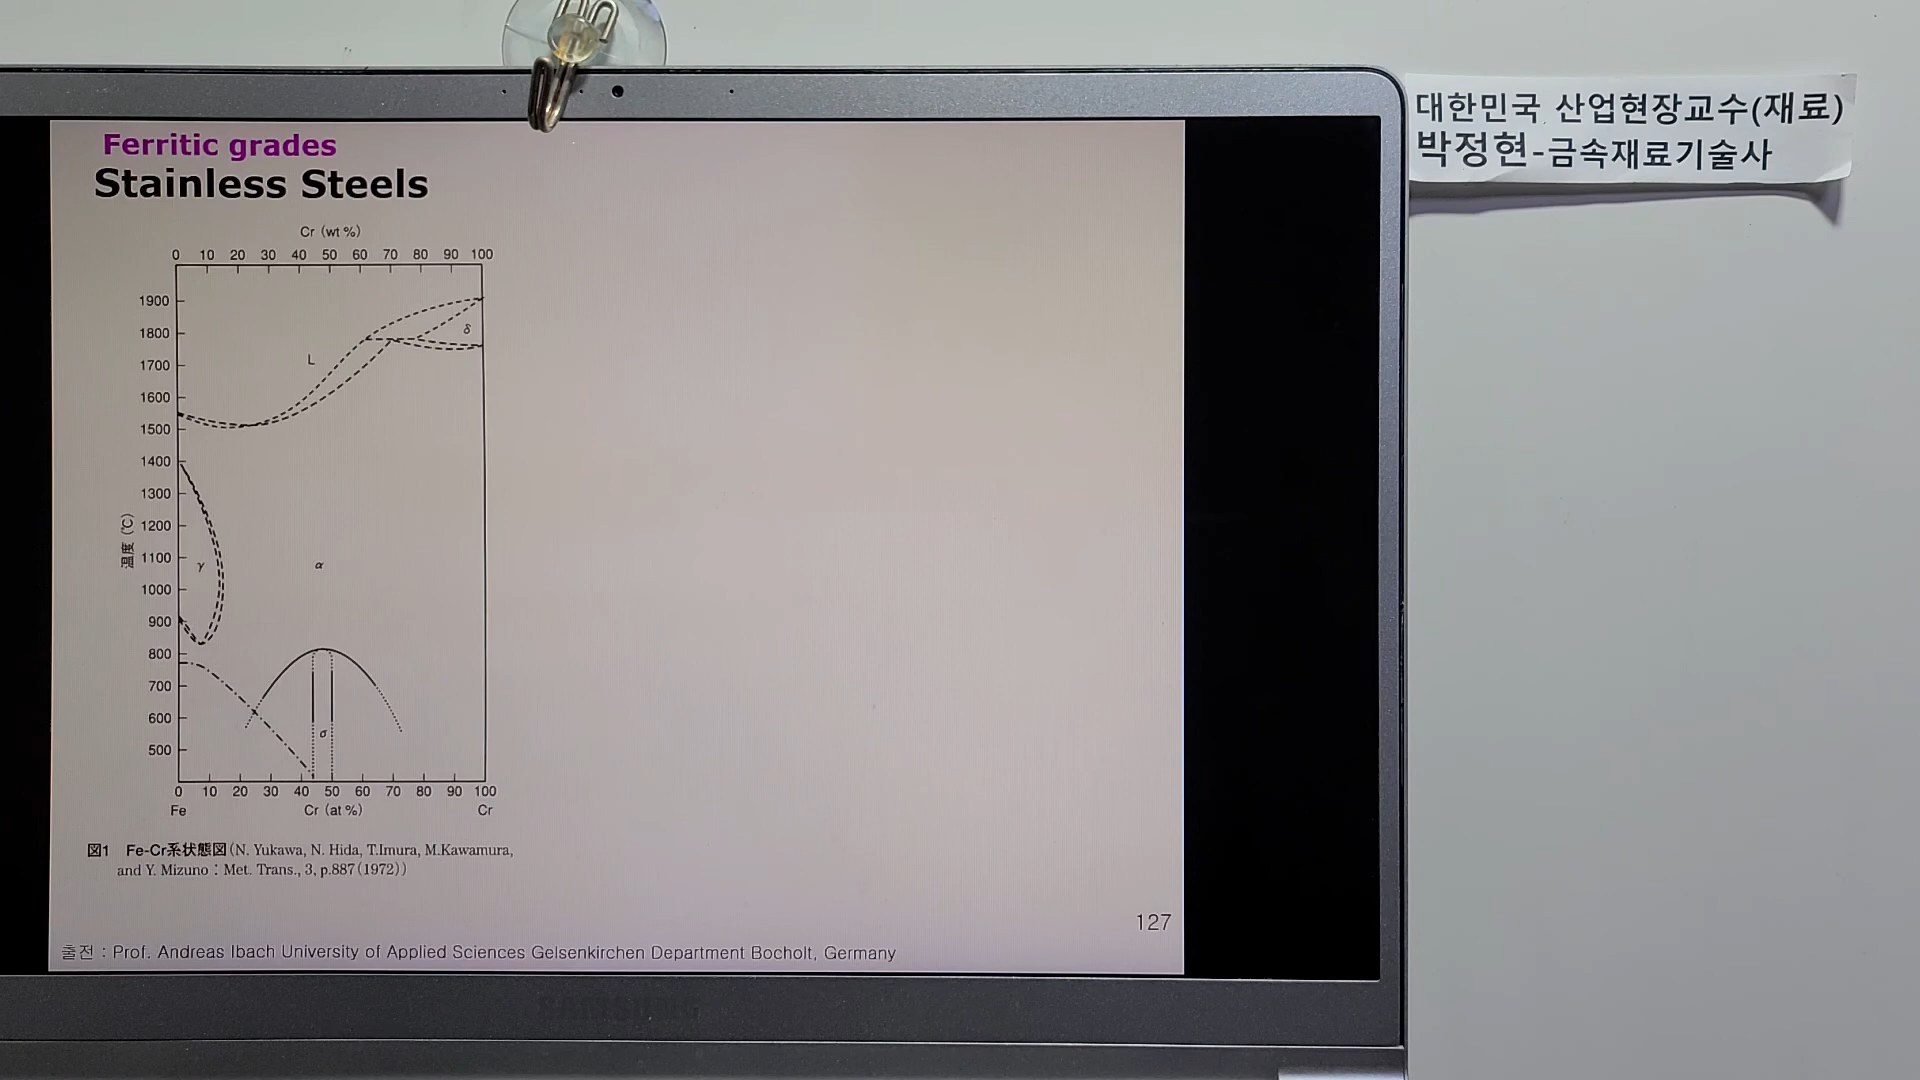 Ferritic grades
Stainless Steels
대한민국 산업현장교수(재료)
박정현-금속재료기술사
Cr (wt %)
0 10 20 30 40 50 60 70 80 90 100
1900
1800
1700
1600
1500
1400
1300
1200
1100
1000
900
800
700
600
500
温度 (℃)
L
δ
γ
α
σ
0 10 20 30 40 50 60 70 80 90 100
Fe Cr (at %) Cr
図1 Fe-Cr系状態図(N. Yukawa, N. Hida, T.Imura, M.Kawamura,
and Y. Mizuno : Met. Trans., 3, p.887 (1972))
127
출전 : Prof. Andreas Ibach University of Applied Sciences Gelsenkirchen Department Bocholt, Germany
SAMSUNG